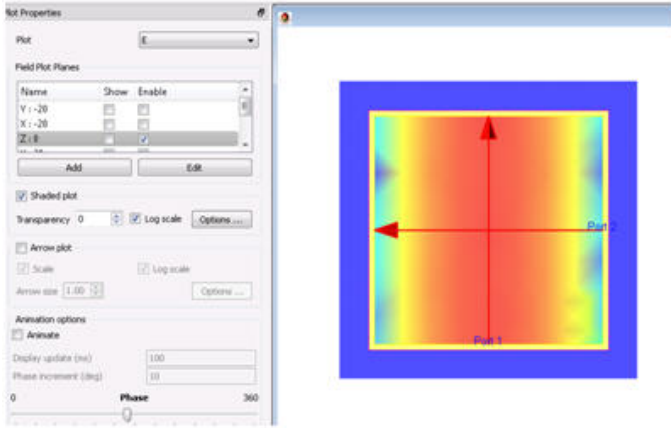 Plot Properties
Plot E
Field Plot Planes
Name Show Enable
Y : -20
X : -20
Z : 0
Add Edit
Shaded plot
Transparency 0 Log scale Options ...
Arrow plot
Scale Log scale
Arrow size 1.00 Options ...
Animation options
Animate
Display update (ms) 100
Phase increment (deg) 10
0 Phase 360
Part 2
Part 1